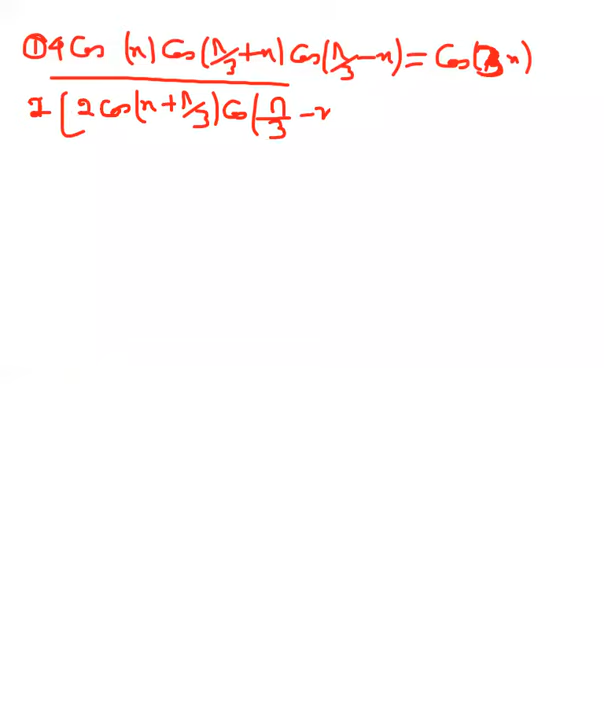 ① 4 Cos (x) Cos(π/3+x) Cos(π/3-x) = Cos(3x)
2 [2 Cos(x+π/3) Cos(π/3 -x